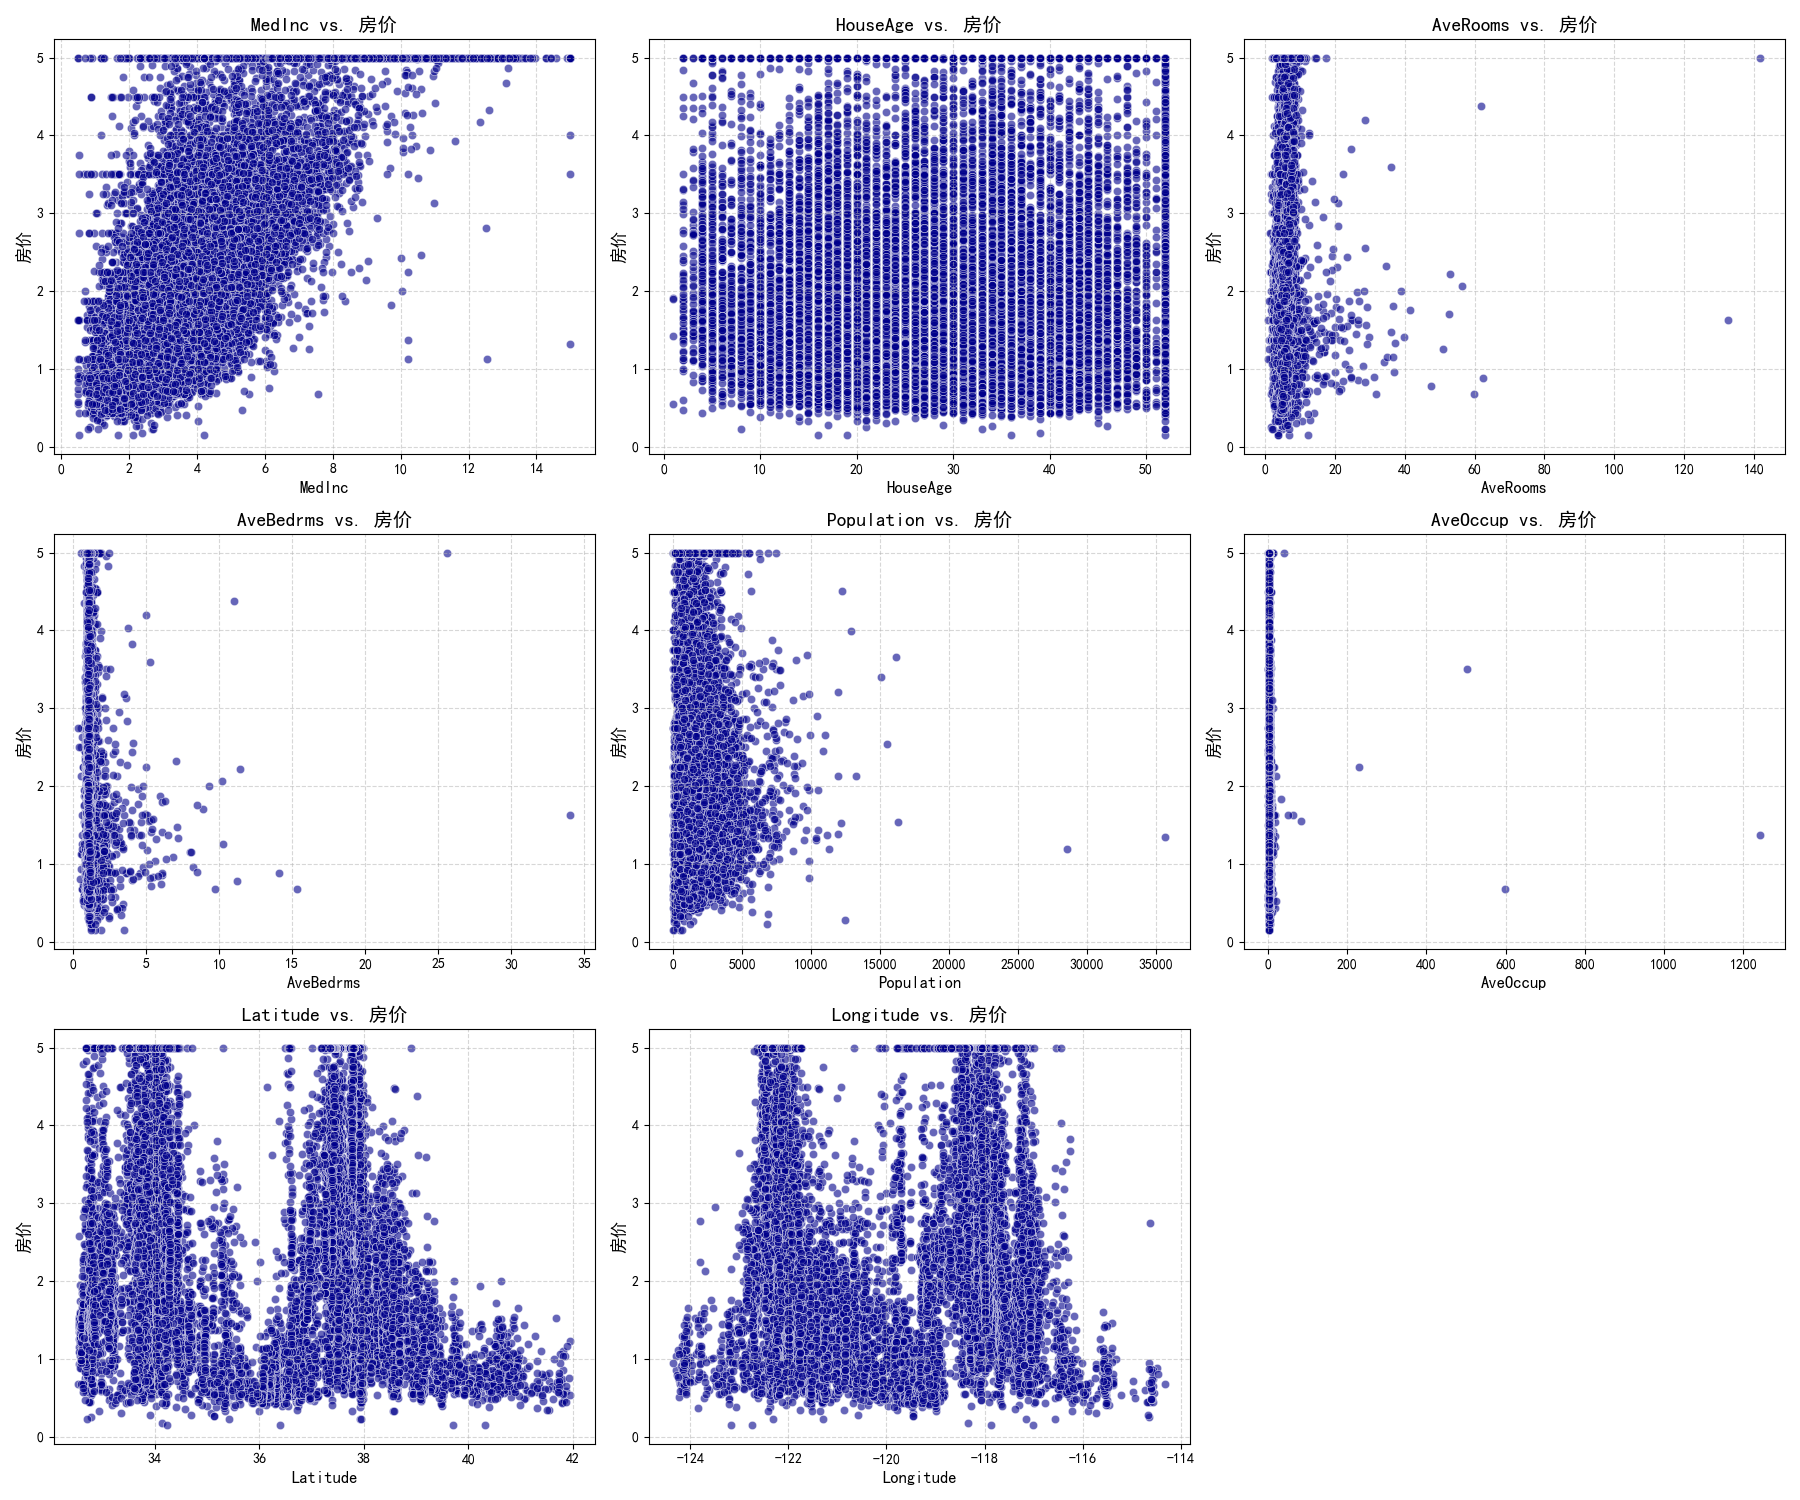 MedInc vs. 房价
5
4
3
2
1
0
房价
0 2 4 6 8 10 12 14
MedInc
HouseAge vs. 房价
5
4
3
2
1
0
房价
0 10 20 30 40 50
HouseAge
AveRooms vs. 房价
5
4
3
2
1
0
房价
0 20 40 60 80 100 120 140
AveRooms
AveBedrms vs. 房价
5
4
3
2
1
0
房价
0 5 10 15 20 25 30 35
AveBedrms
Population vs. 房价
5
4
3
2
1
0
房价
0 5000 10000 15000 20000 25000 30000 35000
Population
AveOccup vs. 房价
5
4
3
2
1
0
房价
0 200 400 600 800 1000 1200
AveOccup
Latitude vs. 房价
5
4
3
2
1
0
房价
34 36 38 40 42
Latitude
Longitude vs. 房价
5
4
3
2
1
0
房价
−124 −122 −120 −118 −116 −114
Longitude